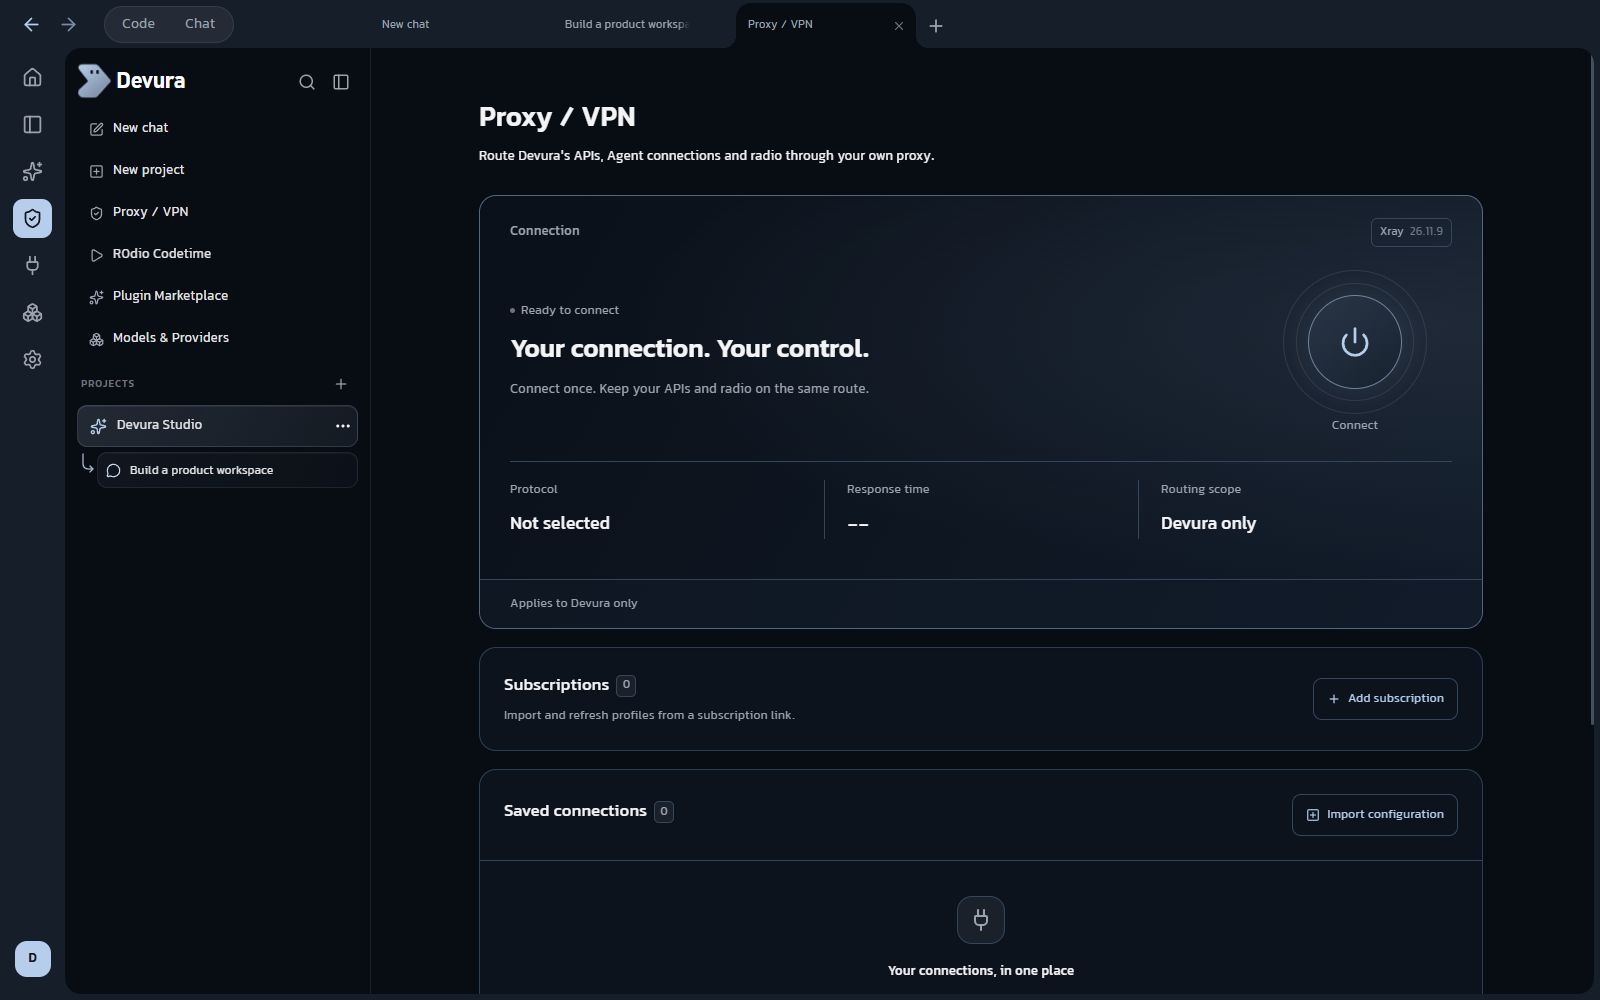 Code
Chat
New chat
Build a product workspa
Proxy / VPN
Devura
New chat
New project
Proxy / VPN
R0dio Codetime
Plugin Marketplace
Models & Providers
PROJECTS
Devura Studio
Build a product workspace
D
Proxy / VPN
Route Devura's APIs, Agent connections and radio through your own proxy.
Connection
Xray 26.11.9
Ready to connect
Your connection. Your control.
Connect once. Keep your APIs and radio on the same route.
Connect
Protocol
Not selected
Response time
--
Routing scope
Devura only
Applies to Devura only
Subscriptions 0
Import and refresh profiles from a subscription link.
Add subscription
Saved connections 0
Import configuration
Your connections, in one place